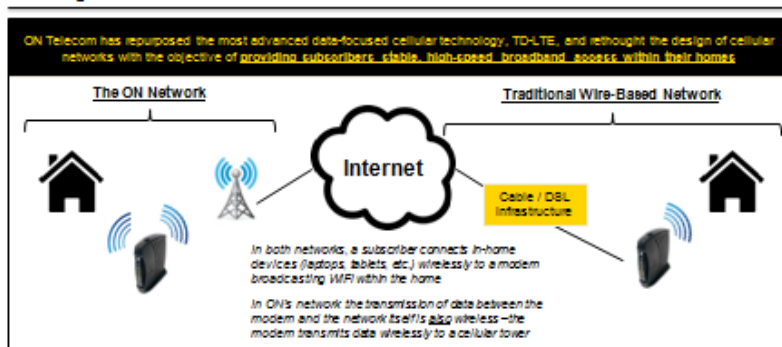 ON Telecom has repurposed the most advanced data-focused cellular technology, TD-LTE, and rethought the design of cellular
networks with the objective of providing subscribers stable, high-speed broadband access within their homes
The ON Network
Traditional Wire-Based Network
Internet
Cable / DSL
Infrastructure
In both networks, a subscriber connects in-home
devices (laptops, tablets, etc.) wirelessly to a modem
broadcasting WiFi within the home
In ON's network the transmission of data between the
modem and the network itself is also wireless – the
modem transmits data wirelessly to a cellular tower